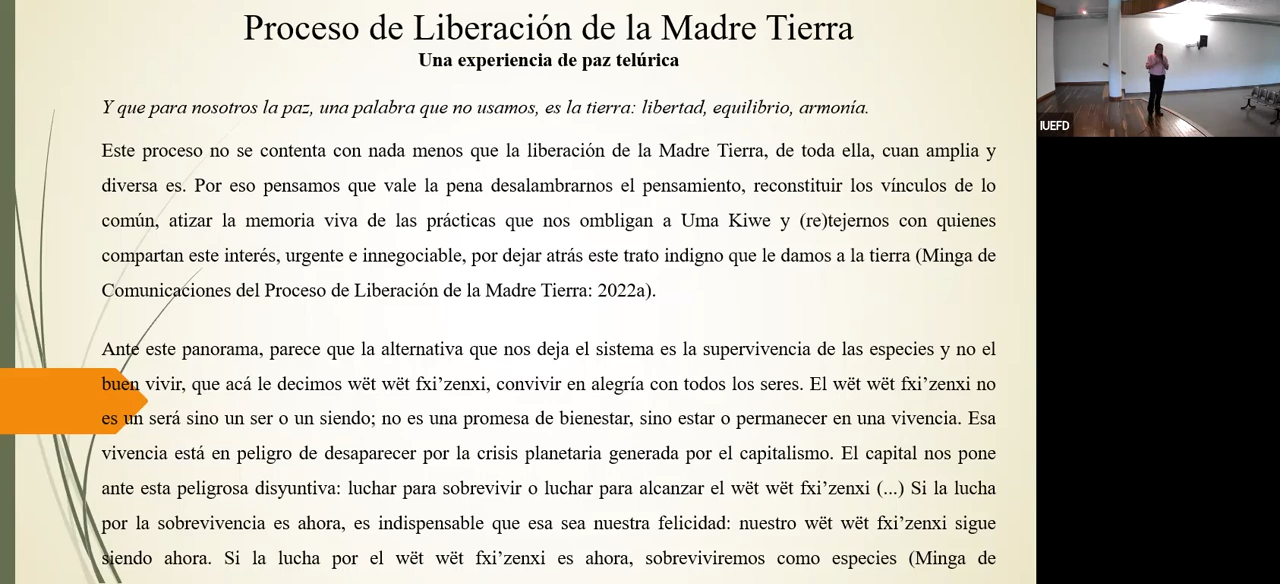 Proceso de Liberación de la Madre Tierra
Una experiencia de paz telúrica
Y que para nosotros la paz, una palabra que no usamos, es la tierra: libertad, equilibrio, armonía.
Este proceso no se contenta con nada menos que la liberación de la Madre Tierra, de toda ella, cuan amplia y
diversa es. Por eso pensamos que vale la pena desalambrarnos el pensamiento, reconstituir los vínculos de lo
común, atizar la memoria viva de las prácticas que nos ombligan a Uma Kiwe y (re)tejernos con quienes
compartan este interés, urgente e innegociable, por dejar atrás este trato indigno que le damos a la tierra (Minga de
Comunicaciones del Proceso de Liberación de la Madre Tierra: 2022a).
Ante este panorama, parece que la alternativa que nos deja el sistema es la supervivencia de las especies y no el
buen vivir, que acá le decimos wët wët fxi’zenxi, convivir en alegría con todos los seres. El wët wët fxi’zenxi no
es un será sino un ser o un siendo; no es una promesa de bienestar, sino estar o permanecer en una vivencia. Esa
vivencia está en peligro de desaparecer por la crisis planetaria generada por el capitalismo. El capital nos pone
ante esta peligrosa disyuntiva: luchar para sobrevivir o luchar para alcanzar el wët wët fxi’zenxi (...) Si la lucha
por la sobrevivencia es ahora, es indispensable que esa sea nuestra felicidad: nuestro wët wët fxi’zenxi sigue
siendo ahora. Si la lucha por el wët wët fxi’zenxi es ahora, sobreviviremos como especies (Minga de
IUEFD